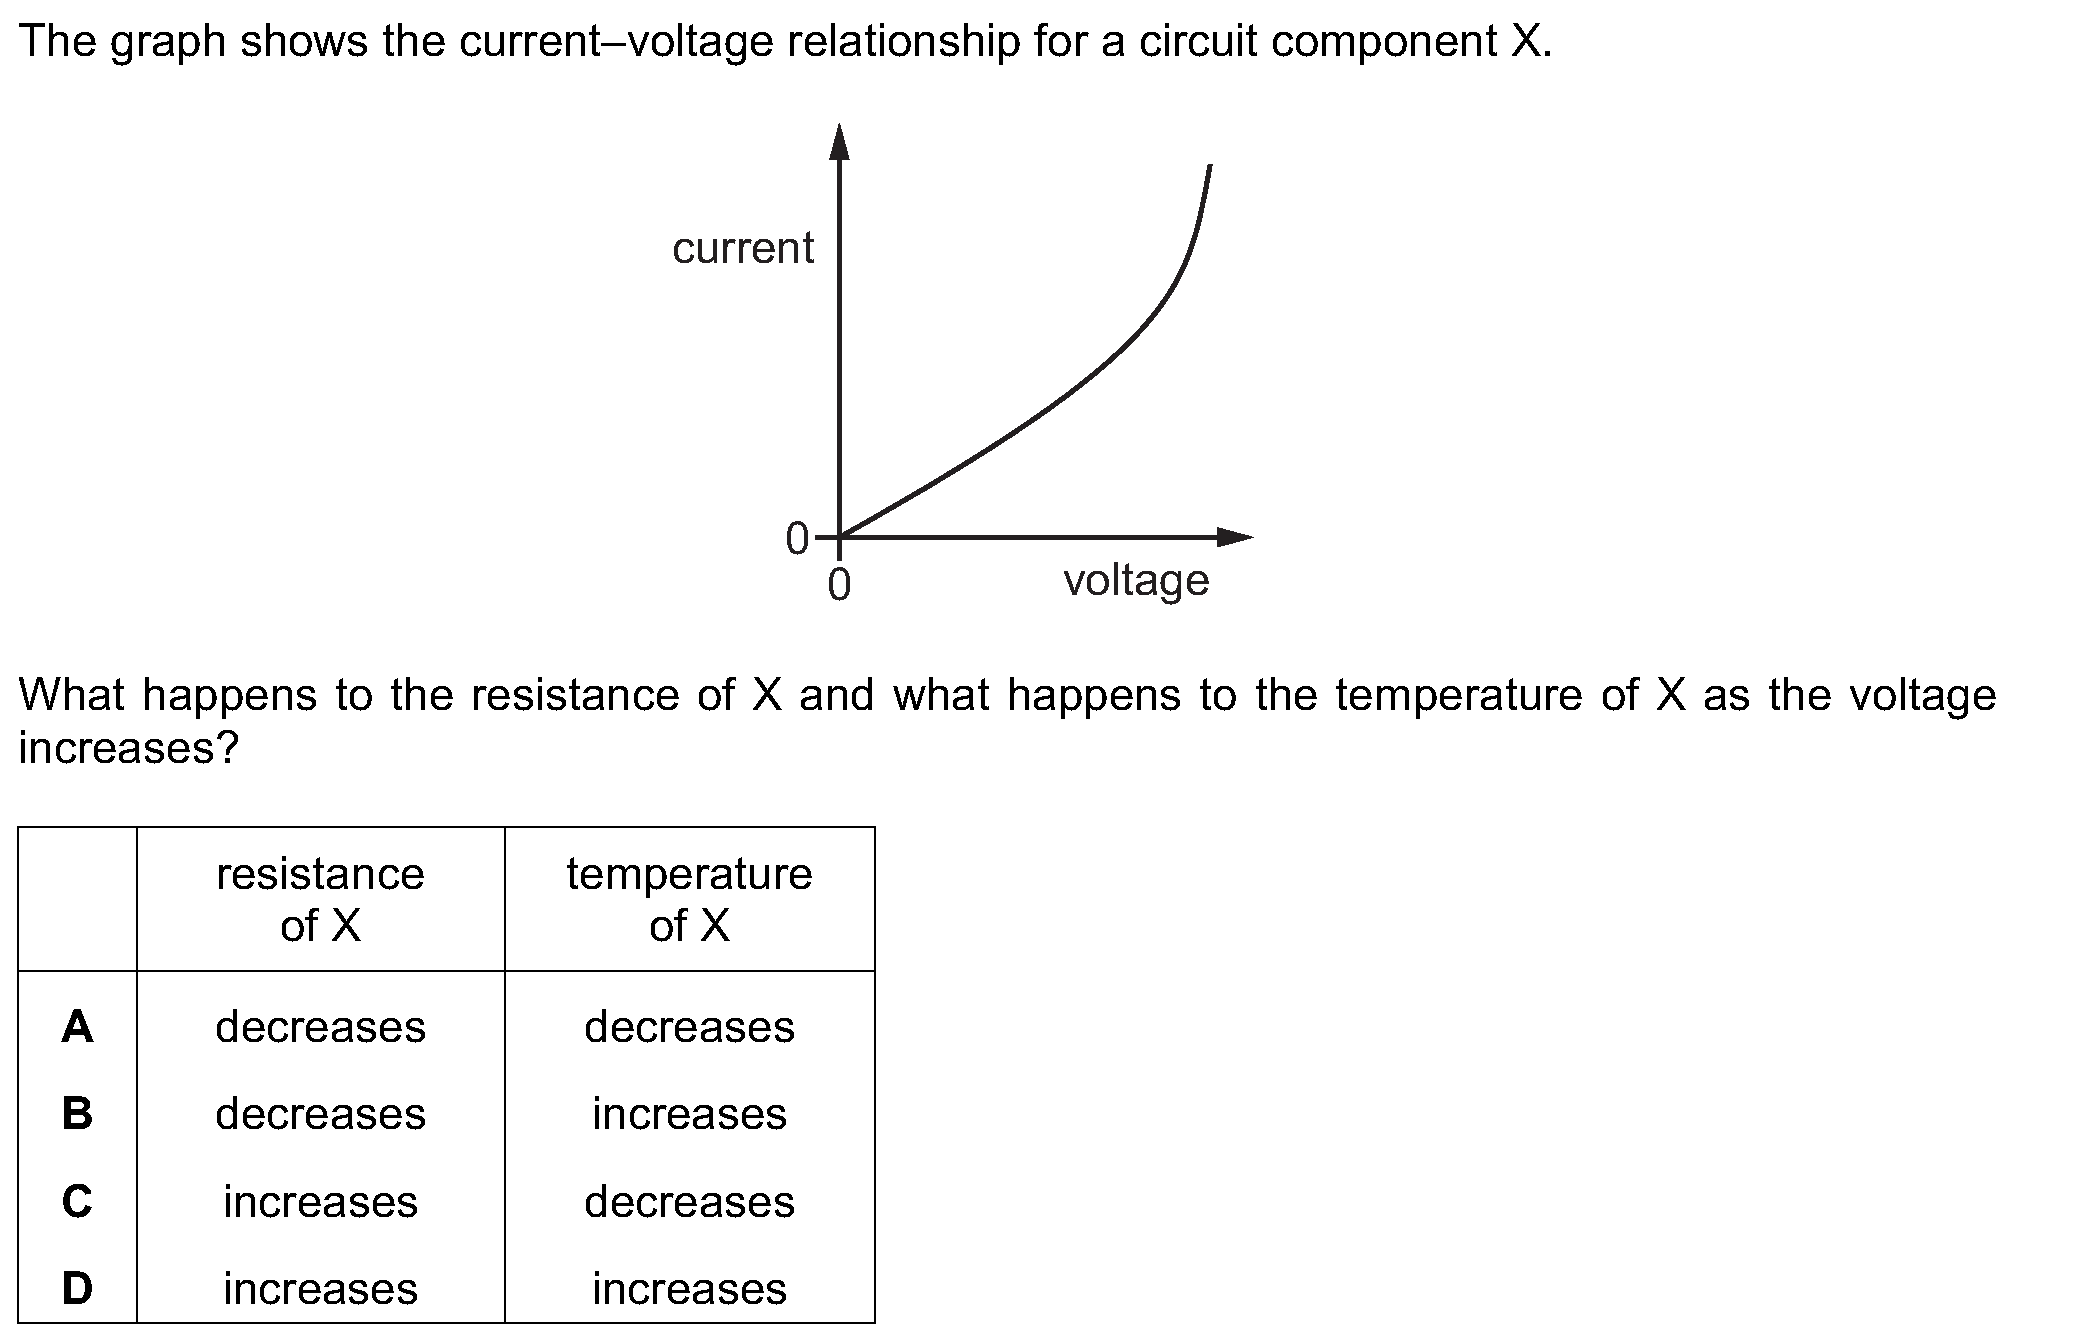 The graph shows the current–voltage relationship for a circuit component X.
current
0
0
voltage
What happens to the resistance of X and what happens to the temperature of X as the voltage
increases?
resistance temperature
of X of X
A decreases decreases
B decreases increases
C increases decreases
D increases increases